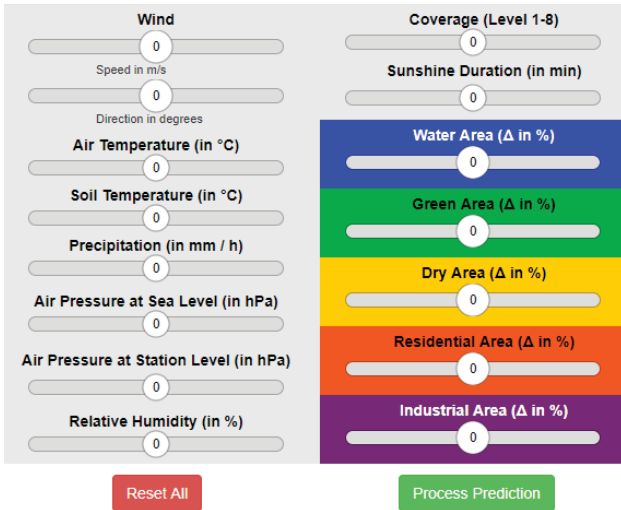 Wind
0
Speed in m/s
0
Direction in degrees
Air Temperature (in °C)
0
Soil Temperature (in °C)
0
Precipitation (in mm / h)
0
Air Pressure at Sea Level (in hPa)
0
Air Pressure at Station Level (in hPa)
0
Relative Humidity (in %)
0
Coverage (Level 1-8)
0
Sunshine Duration (in min)
0
Water Area (Δ in %)
0
Green Area (Δ in %)
0
Dry Area (Δ in %)
0
Residential Area (Δ in %)
0
Industrial Area (Δ in %)
0
Reset All
Process Prediction